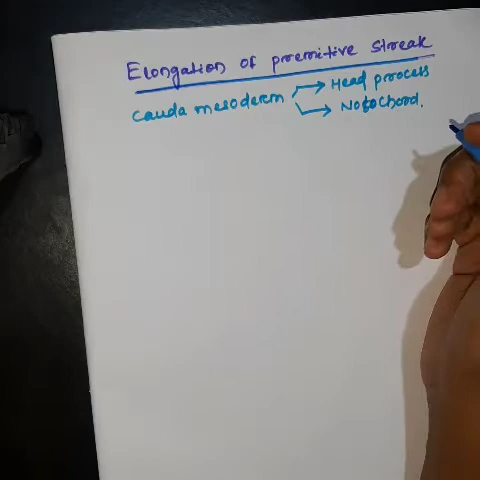 Elongation of premitive streak
cauda mesoderm → Head process
→ Notochord.